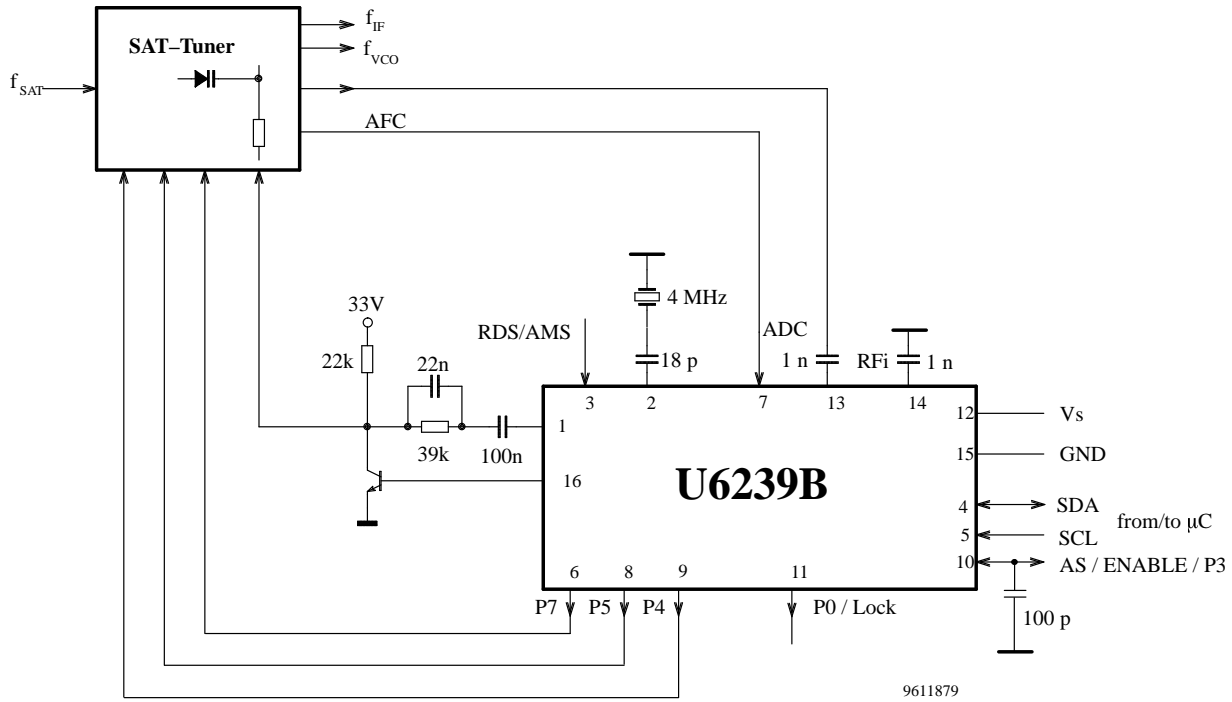 f_IF
SAT–Tuner
f_VCO
f_SAT
AFC
33V
4 MHz
RDS/AMS
ADC
22k
22n
18 p
1 n
RFi
1 n
3
2
7
13
14
12
Vs
1
39k
100n
15
GND
16
U6239B
4
SDA
from/to μC
5
SCL
10
AS / ENABLE / P3
6
8
9
11
P7
P5
P4
P0 / Lock
100 p
9611879